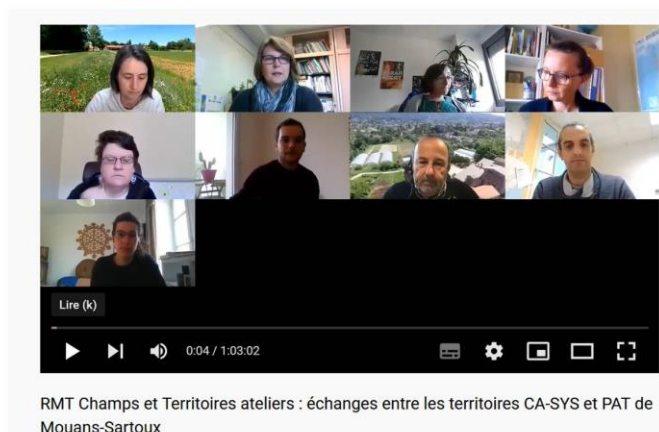 Lire (k)
0:04 / 1:03:02
RMT Champs et Territoires ateliers : échanges entre les territoires CA-SYS et PAT de
Mouans-Sartoux